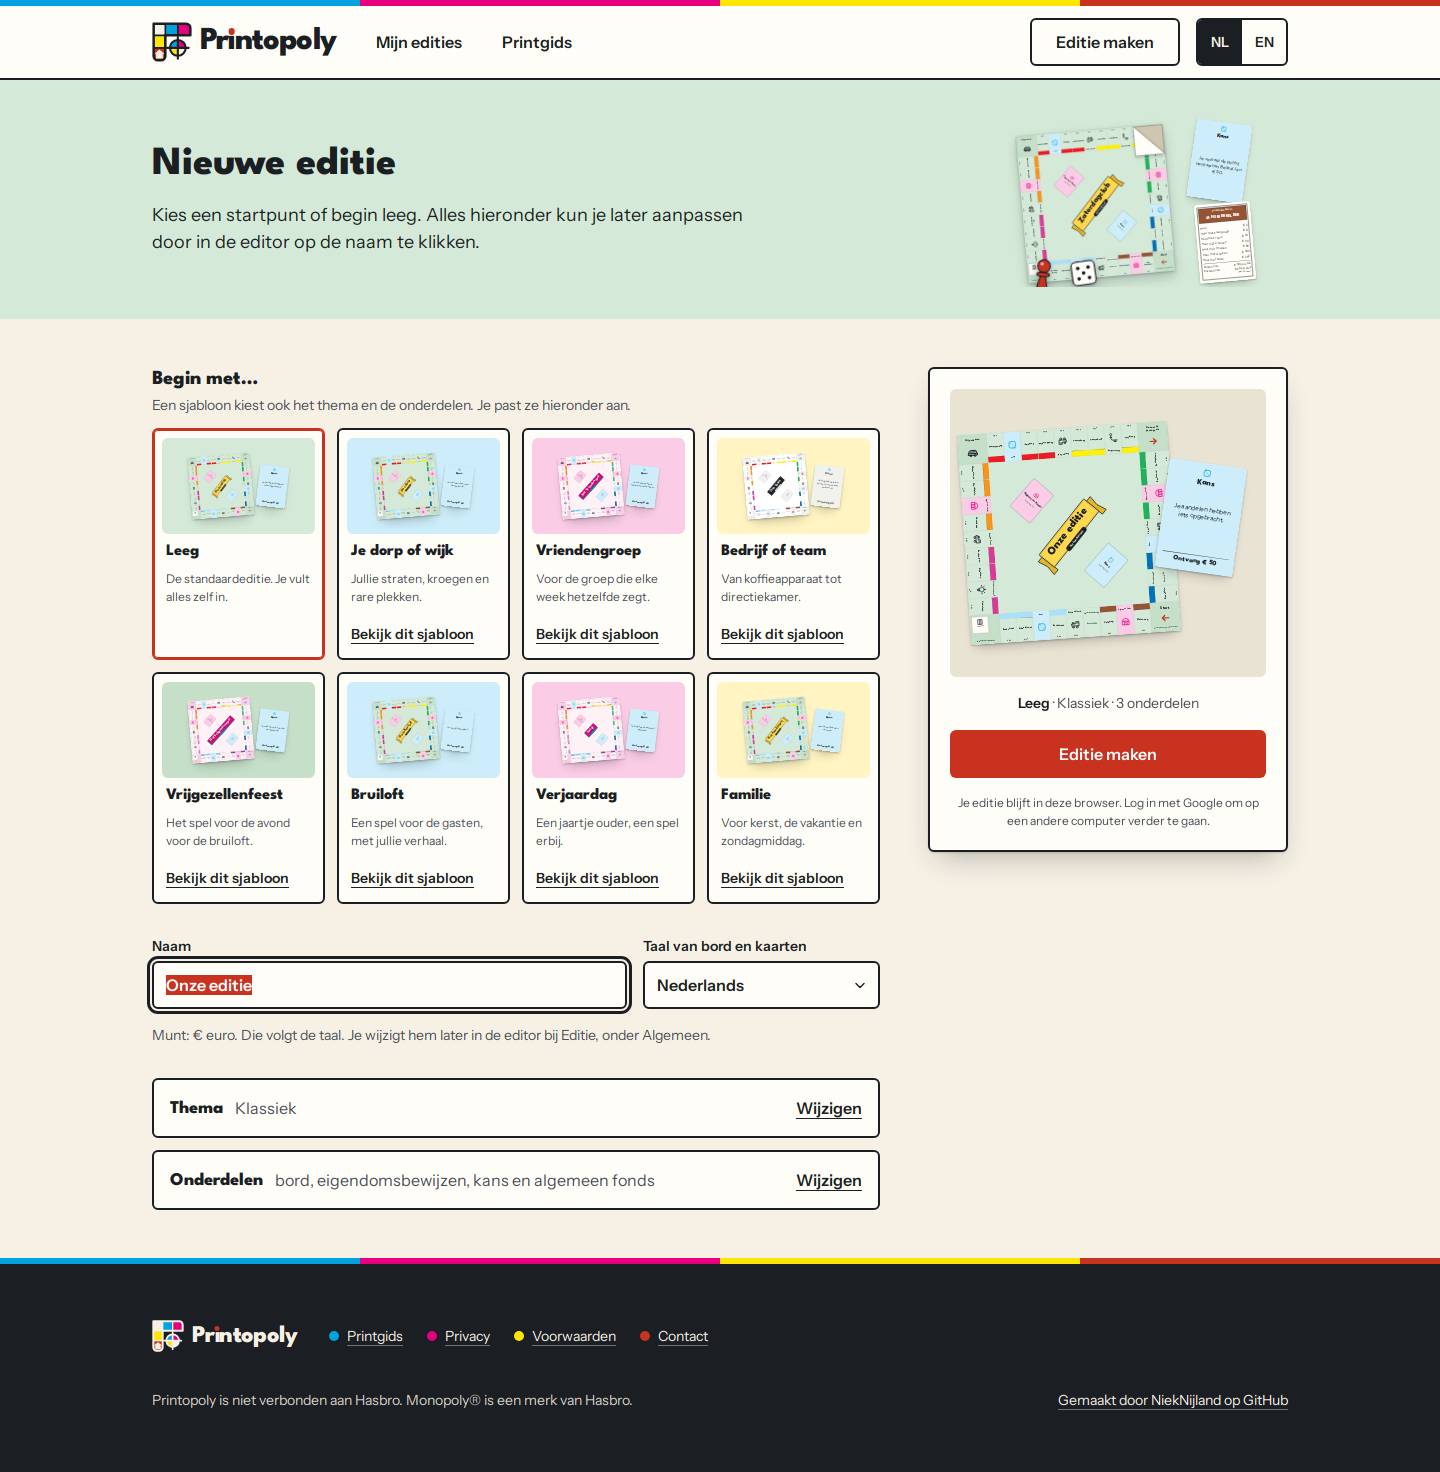 Printopoly
Mijn edities
Printgids
Editie maken
NL
EN
Nieuwe editie
Kies een startpunt of begin leeg. Alles hieronder kun je later aanpassen
door in de editor op de naam te klikken.
Zaterdagclub
Kans
Begin met...
Een sjabloon kiest ook het thema en de onderdelen. Je past ze hieronder aan.
Leeg
De standaardeditie. Je vult
alles zelf in.
Je dorp of wijk
Jullie straten, kroegen en
rare plekken.
Bekijk dit sjabloon
Vriendengroep
Voor de groep die elke
week hetzelfde zegt.
Bekijk dit sjabloon
Bedrijf of team
Van koffieapparaat tot
directiekamer.
Bekijk dit sjabloon
Vrijgezellenfeest
Het spel voor de avond
voor de bruiloft.
Bekijk dit sjabloon
Bruiloft
Een spel voor de gasten,
met jullie verhaal.
Bekijk dit sjabloon
Verjaardag
Een jaartje ouder, een spel
erbij.
Bekijk dit sjabloon
Familie
Voor kerst, de vakantie en
zondagmiddag.
Bekijk dit sjabloon
Onze editie
Kans
Je vrienden hebben
iets opgebracht.
Ontvang € 50
Leeg · Klassiek · 3 onderdelen
Editie maken
Je editie blijft in deze browser. Log in met Google om op
een andere computer verder te gaan.
Naam
Onze editie
Taal van bord en kaarten
Nederlands
Munt: € euro. Die volgt de taal. Je wijzigt hem later in de editor bij Editie, onder Algemeen.
Thema
Klassiek
Wijzigen
Onderdelen
bord, eigendomsbewijzen, kans en algemeen fonds
Wijzigen
Printopoly
Printgids
Privacy
Voorwaarden
Contact
Printopoly is niet verbonden aan Hasbro. Monopoly® is een merk van Hasbro.
Gemaakt door NiekNijland op GitHub